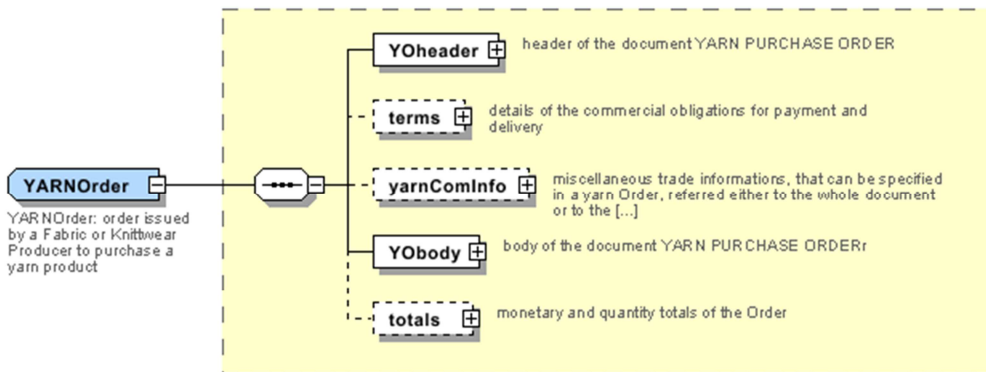 YOheader
header of the document YARN PURCHASE ORDER
terms
details of the commercial obligations for payment and
delivery
YARNOrder
YARNOrder: order issued
by a Fabric or Knittwear
Producer to purchase a
yarn product
yarnComInfo
miscellaneous trade informations, that can be specified
in a yarn Order, referred either to the whole document
or to the [...]
YObody
body of the document YARN PURCHASE ORDERr
totals
monetary and quantity totals of the Order